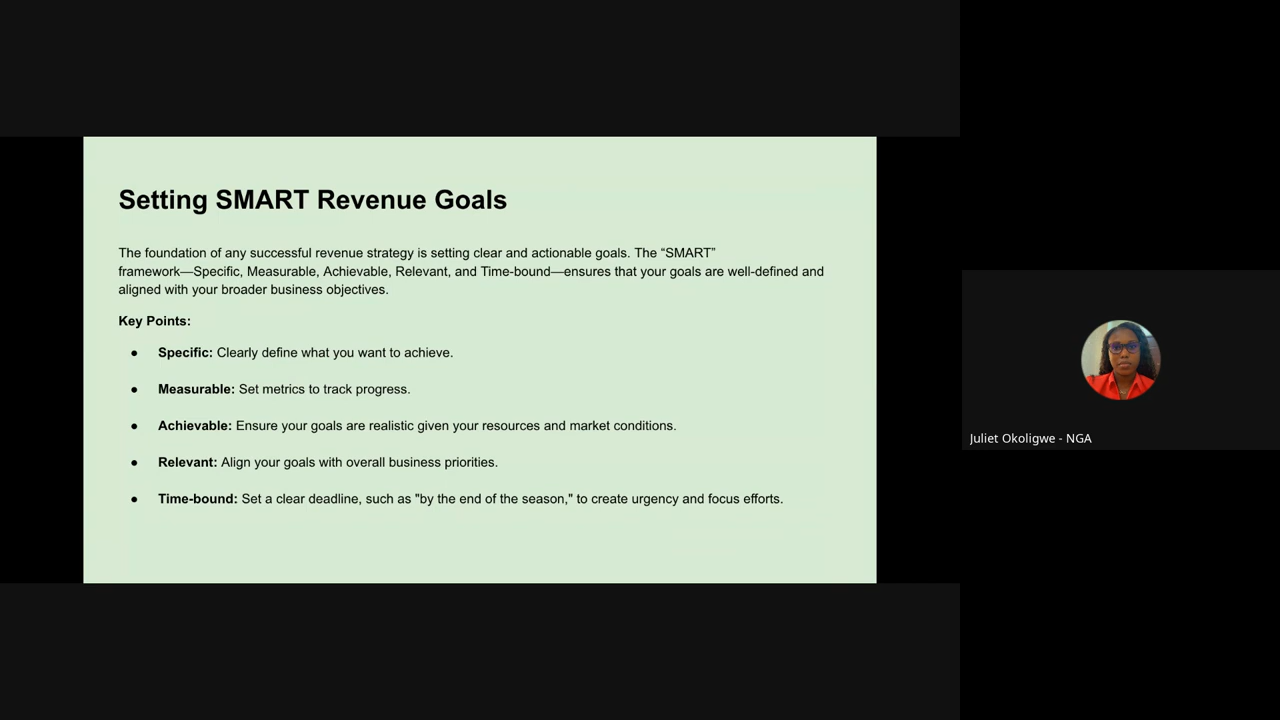 Setting SMART Revenue Goals
The foundation of any successful revenue strategy is setting clear and actionable goals. The “SMART”
framework—Specific, Measurable, Achievable, Relevant, and Time-bound—ensures that your goals are well-defined and
aligned with your broader business objectives.
Key Points:
● Specific: Clearly define what you want to achieve.
● Measurable: Set metrics to track progress.
● Achievable: Ensure your goals are realistic given your resources and market conditions.
● Relevant: Align your goals with overall business priorities.
● Time-bound: Set a clear deadline, such as "by the end of the season," to create urgency and focus efforts.
Juliet Okoligwe - NGA